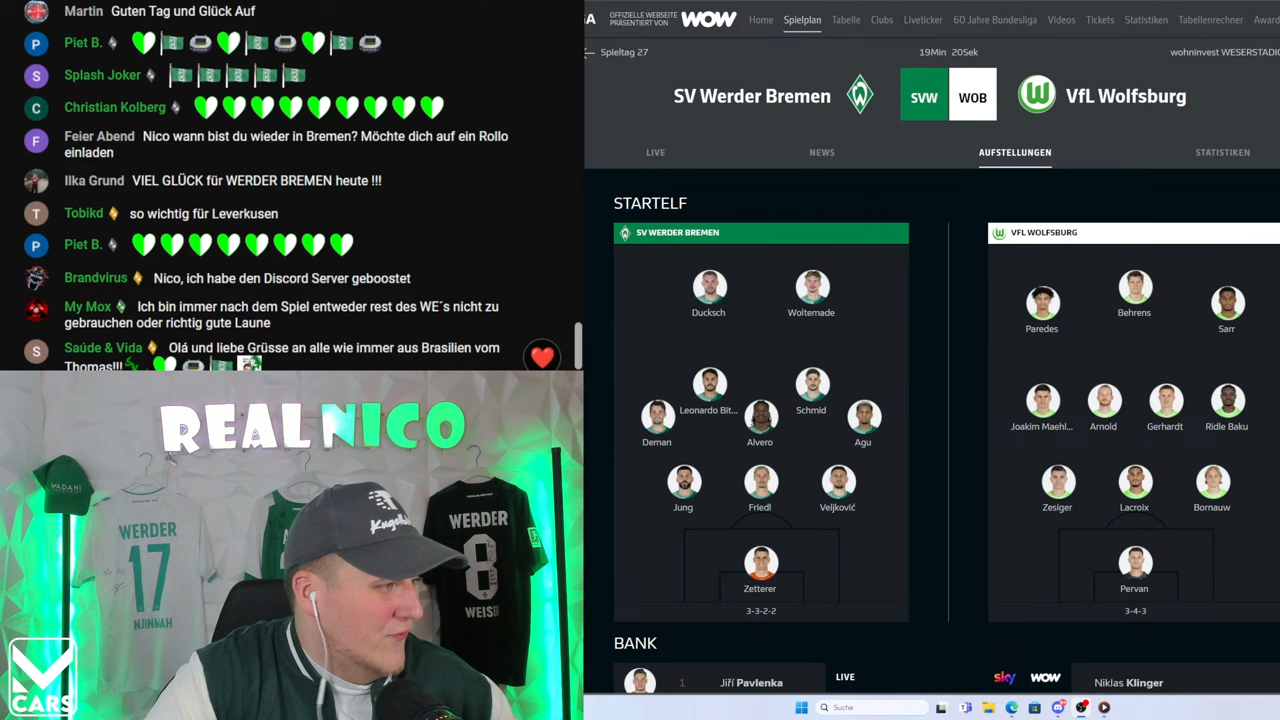 Martin Guten Tag und Glück Auf
P Piet B.
S Splash Joker
C Christian Kolberg
F Feier Abend Nico wann bist du wieder in Bremen? Möchte dich auf ein Rollo
einladen
Ilka Grund VIEL GLÜCK für WERDER BREMEN heute !!!
T Tobikd so wichtig für Leverkusen
P Piet B.
Brandvirus Nico, ich habe den Discord Server geboostet
My Mox Ich bin immer nach dem Spiel entweder rest des WE´s nicht zu
gebrauchen oder richtig gute Laune
S Saúde & Vida Olá und liebe Grüsse an alle wie immer aus Brasilien vom
Thomas!!!
REAL NICO
WERDER
17
NJINMAH
WERDER
8
CARS
OFFIZIELLE WEBSEITE
PRÄSENTIERT VON WOW
Home Spielplan Tabelle Clubs Liveticker 60 Jahre Bundesliga Videos Tickets Statistiken Tabellenrechner
Spieltag 27
19Min 20Sek
wohninvest WESERSTADIO
SV Werder Bremen SVW WOB VfL Wolfsburg
LIVE NEWS AUFSTELLUNGEN STATISTIKEN
STARTELF
SV WERDER BREMEN
Ducksch Woltemade
Leonardo Bit... Schmid
Deman Alvero Agu
Jung Friedl Veljković
Zetterer
3-3-2-2
VFL WOLFSBURG
Paredes Behrens Sarr
Joakim Maehl... Arnold Gerhardt Ridle Baku
Zesiger Lacroix Bornauw
Pervan
3-4-3
BANK
1 Jiří Pavlenka
LIVE
sky WOW
Niklas Klinger
Suche